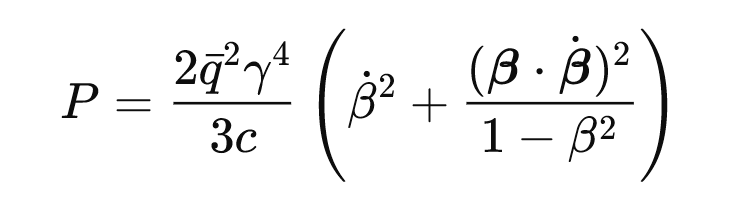 P = \frac{2\bar{q}^2\gamma^4}{3c} \left( \dot{\beta}^2 + \frac{(\boldsymbol{\beta} \cdot \dot{\boldsymbol{\beta}})^2}{1 - \beta^2} \right)